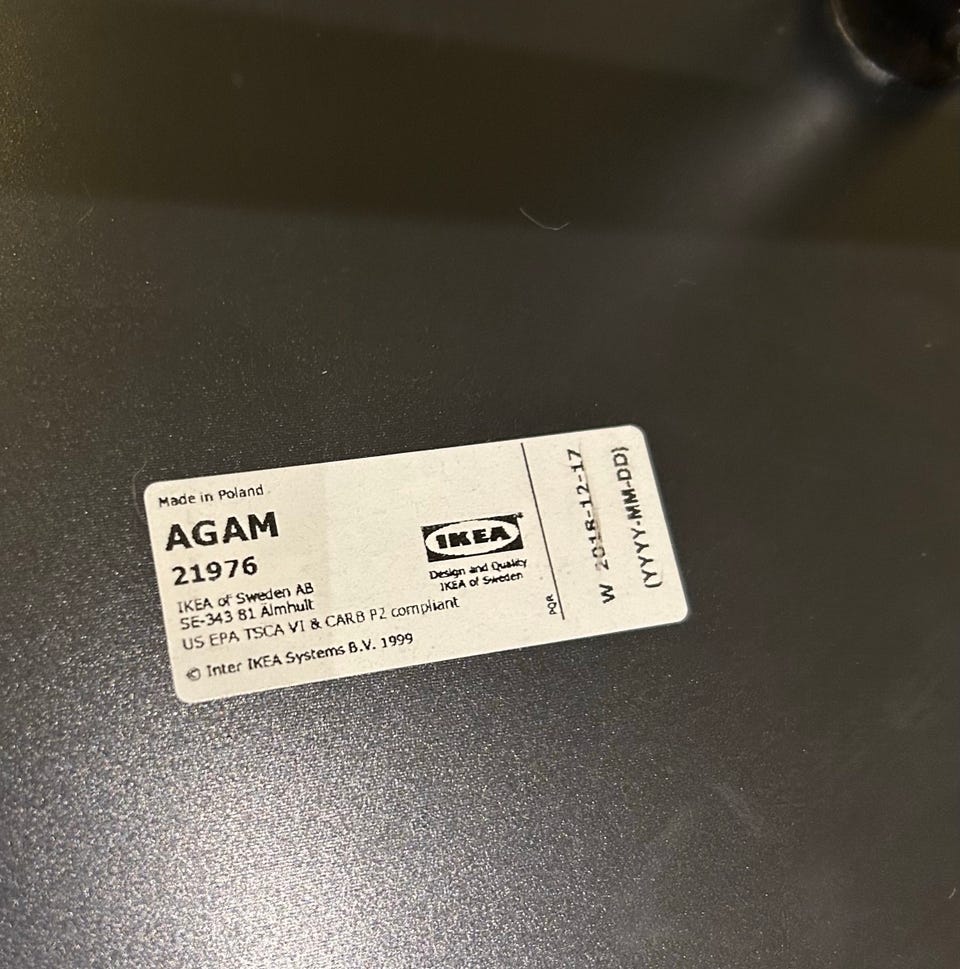 Made in Poland
AGAM
21976
IKEA of Sweden AB
SE-343 81 Älmhult
US EPA TSCA VI & CARB P2 compliant
© Inter IKEA Systems B.V. 1999
IKEA
Design and Quality
IKEA of Sweden
PQR
W 2018-12-17
(YYYY-MM-DD)